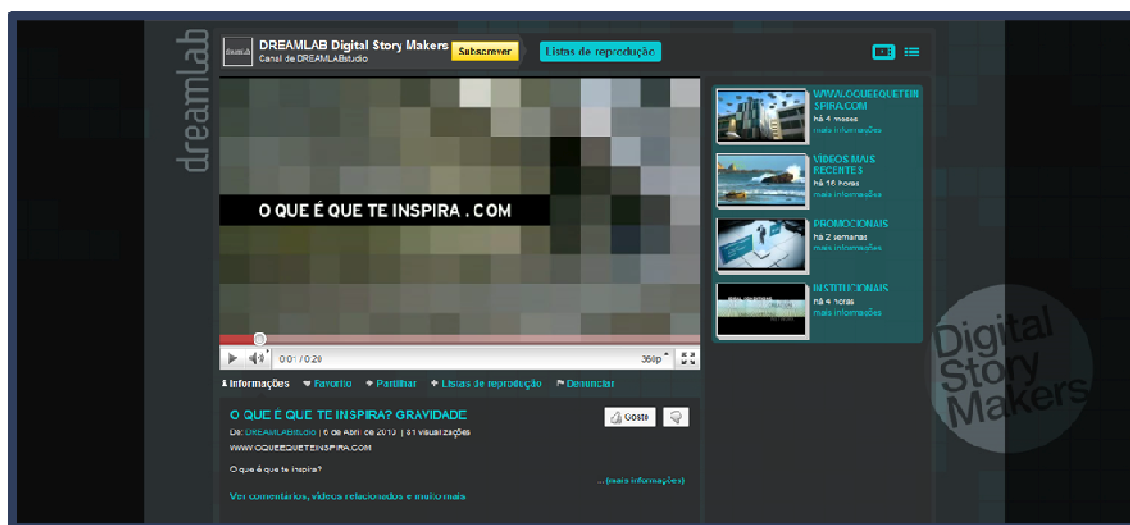 dreamlab
DREAMLAB Digital Story Makers
Canal de DREAMLABstudio
Subscrever
Listas de reprodução
O QUE É QUE TE INSPIRA . COM
0:01 / 0:20
360p
Informações
Favorito
Partilhar
Listas de reprodução
Denunciar
O QUE É QUE TE INSPIRA? GRAVIDADE
De: DREAMLABstudio | 6 de Abril de 2010 | 81 visualizações
WWW.OQUEEQUETEINSPIRA.COM
O que é que te inspira?
... (mais informações)
Ver comentários, vídeos relacionados e muito mais
Gosto
WWW.OQUEEQUETEIN
SPIRA.COM
há 4 meses
mais informações
VÍDEOS MAIS
RECENTES
há 16 horas
mais informações
PROMOCIONAIS
há 2 semanas
mais informações
INSTITUCIONAIS
há 4 horas
mais informações
Digital
Story
Makers